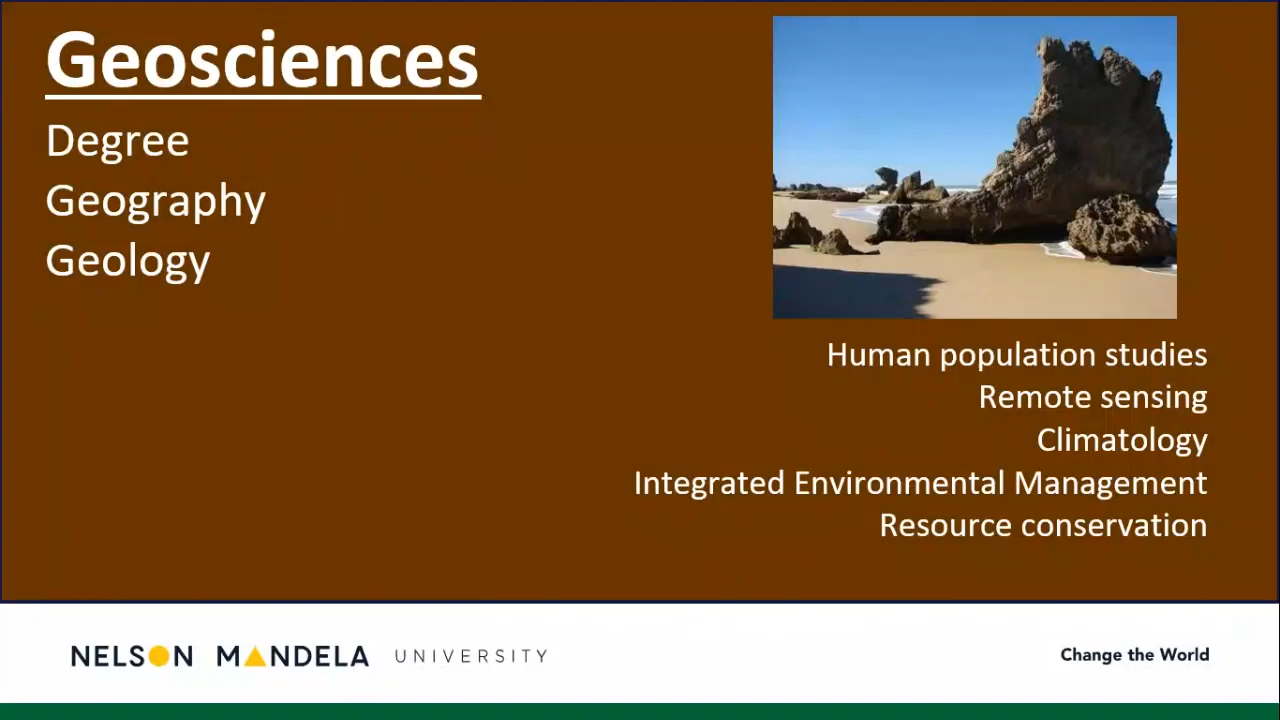 Geosciences
Degree
Geography
Geology
Human population studies
Remote sensing
Climatology
Integrated Environmental Management
Resource conservation
NELSON MANDELA UNIVERSITY
Change the World